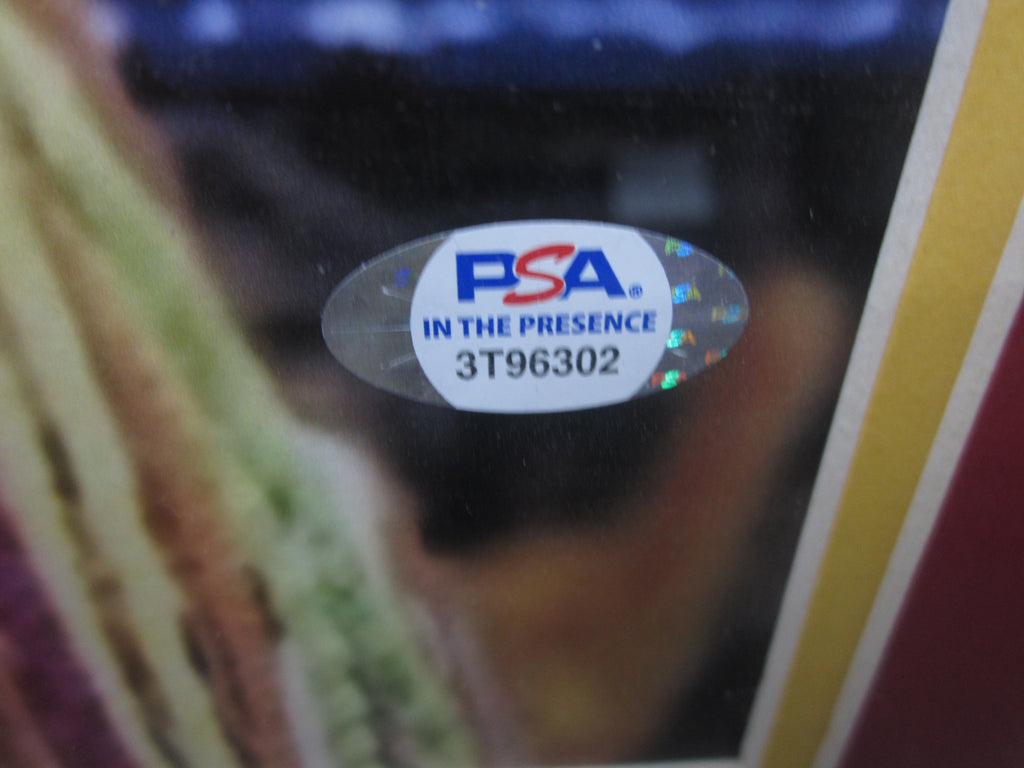 PSA®
IN THE PRESENCE
3T96302